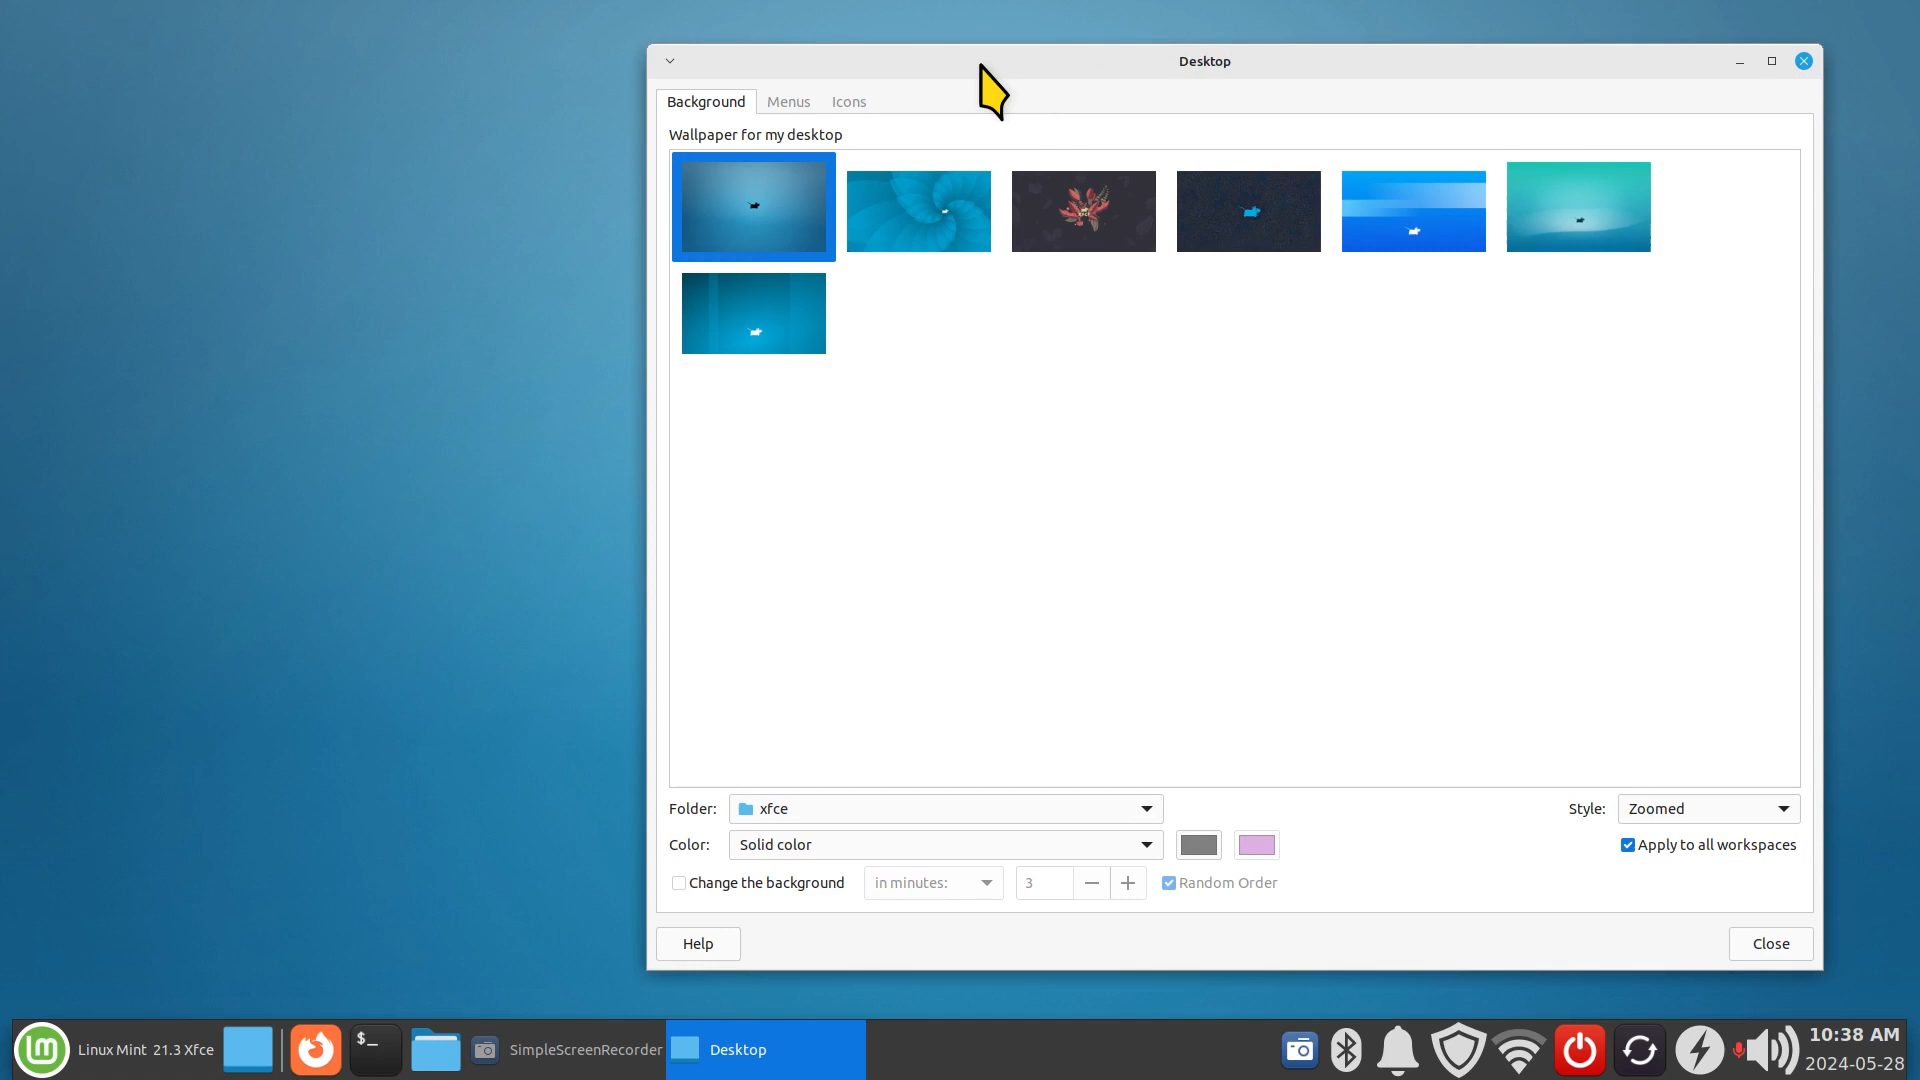 Desktop
Background Menus Icons
Wallpaper for my desktop
Folder: xfce Style: Zoomed
Color: Solid color Apply to all workspaces
Change the background in minutes: 3 Random Order
Help Close
Linux Mint 21.3 Xfce $_ SimpleScreenRecorder Desktop 10:38 AM
2024-05-28